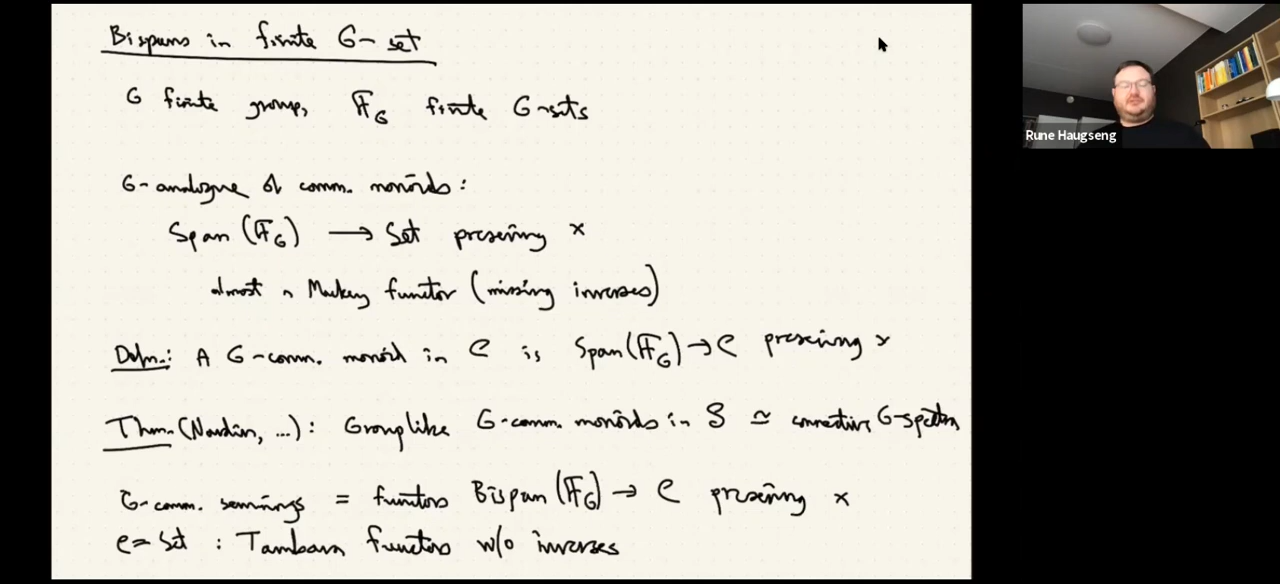 Bispans in finite G-set
G finite group, 𝔽_G finite G-sets
G-analogue of comm. monoids:
Span(𝔽_G) → Set preserving ×
almost a Mackey functor (missing inverses)
Defn.: A G-comm. monoid in C is Span(𝔽_G) → C preserving ×
Thm. (Nardin, ...): Grouplike G-comm. monoids in S ≃ connective G-spectra
G-comm. semirings = functors Bispan(𝔽_G) → C preserving ×
C = Set : Tambara functors w/o inverses
Rune Haugseng